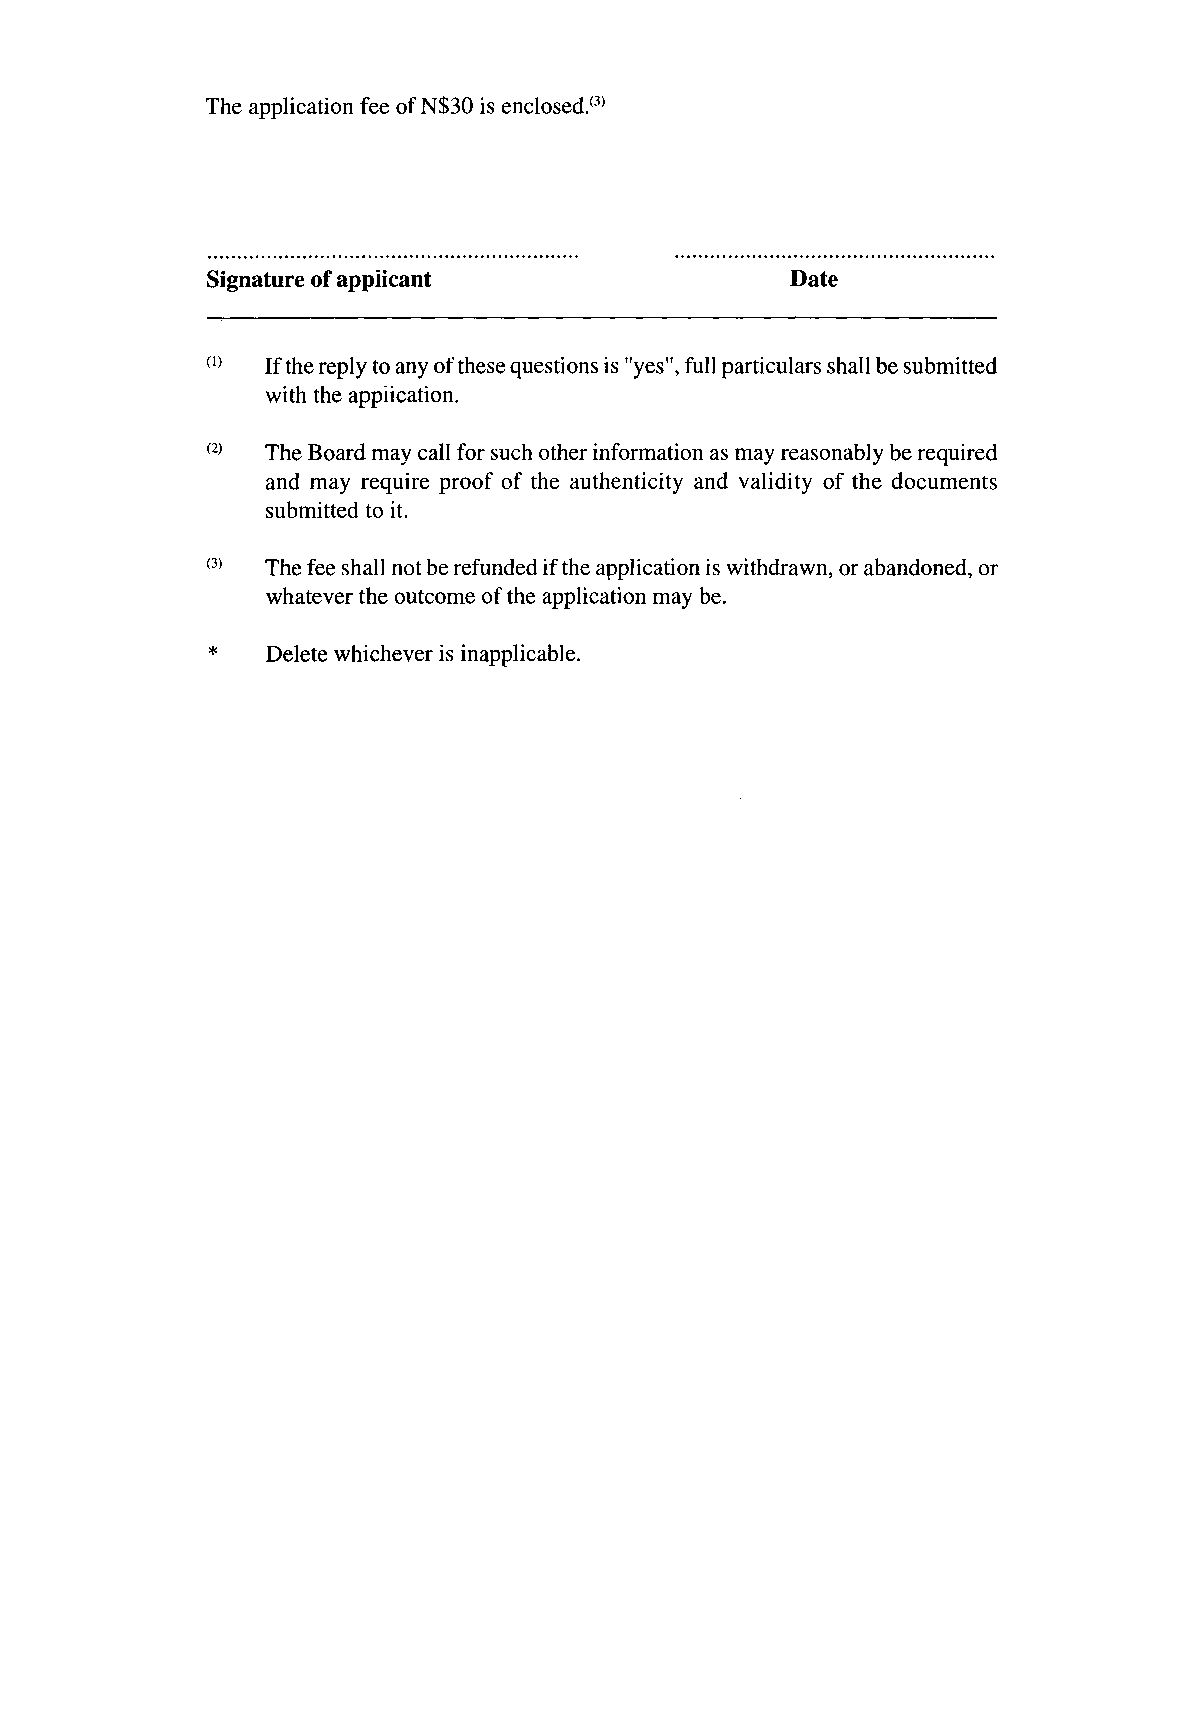 The application fee of N$30 is enclosed.(3)
............................................................... ......................................................
Signature of appiicant Date
(1) If the reply to any of these questions is "yes", full particulars shall be submitted
with the appiication.
(2) The Board may call for such other information as may reasonably be required
and may require proof of the authenticity and validity of the documents
submitted to it.
(3) The fee shall not be refunded if the application is withdrawn, or abandoned, or
whatever the outcome of the application may be.
* Delete whichever is inapplicable.